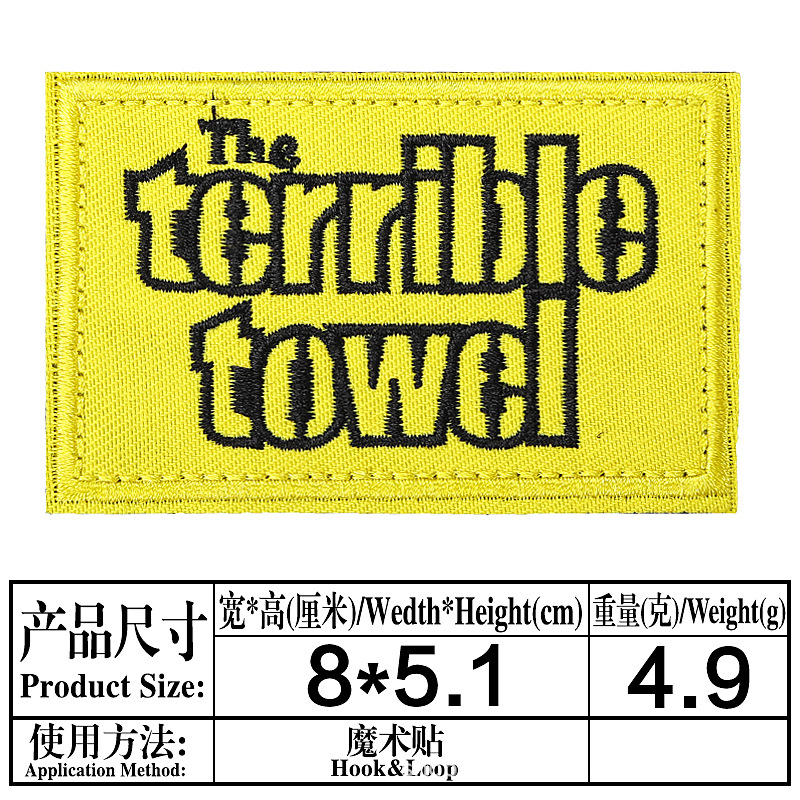 The
terrible
towel
产品尺寸
Product Size:
宽*高(厘米)/Wedth*Height(cm)
重量(克)/Weight(g)
8*5.1
4.9
使用方法:
Application Method:
魔术贴
Hook&Loop